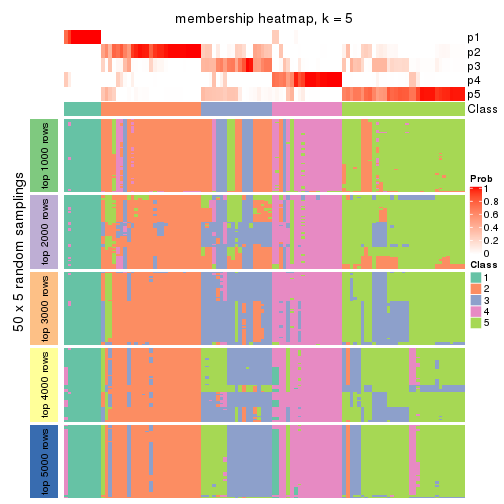 membership heatmap, k = 5
p1
p2
p3
p4
p5
Class
50 x 5 random samplings
top 1000 rows
top 2000 rows
top 3000 rows
top 4000 rows
top 5000 rows
Prob
1
0.8
0.6
0.4
0.2
0
Class
1
2
3
4
5